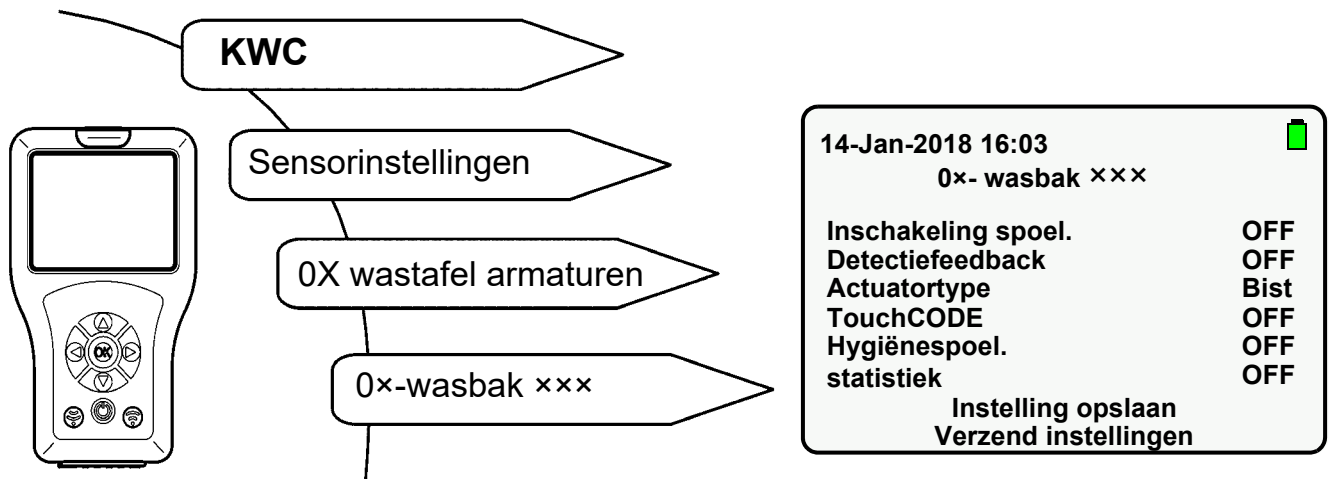 KWC
Sensorinstellingen
0X wastafel armaturen
0×-wasbak ×××
OK
14-Jan-2018 16:03
0×- wasbak ×××
Inschakeling spoel. OFF
Detectiefeedback OFF
Actuatortype Bist
TouchCODE OFF
Hygiënespoel. OFF
statistiek OFF
Instelling opslaan
Verzend instellingen